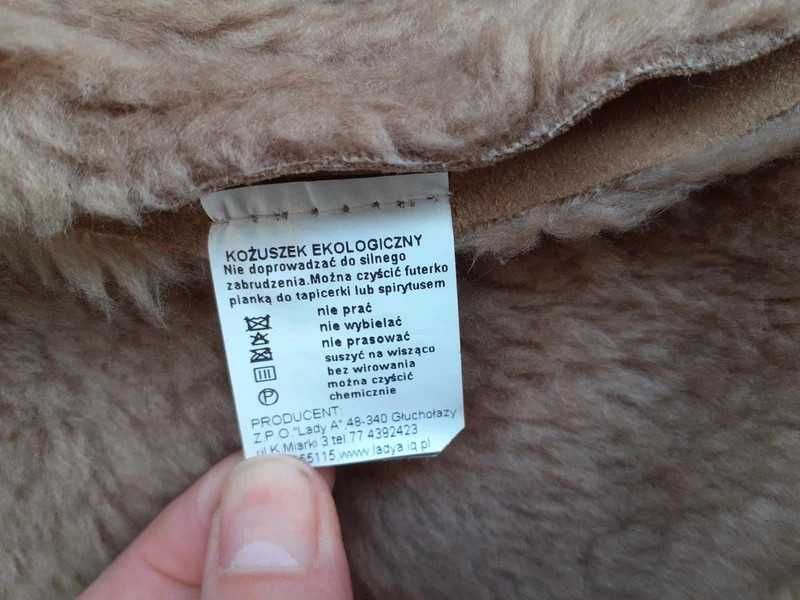 KOŻUSZEK EKOLOGICZNY
Nie doprowadzać do silnego
zabrudzenia.Można czyścić futerko
pianką do tapicerki lub spirytusem
nie prać
nie wybielać
nie prasować
suszyć na wisząco
bez wirowania
można czyścić
chemicznie
P
PRODUCENT:
Z.P.O "Lady A" 48-340 Głuchołazy
ul K.Miarki 3 tel.77 4392423
55115,www.ladya.ig.pl